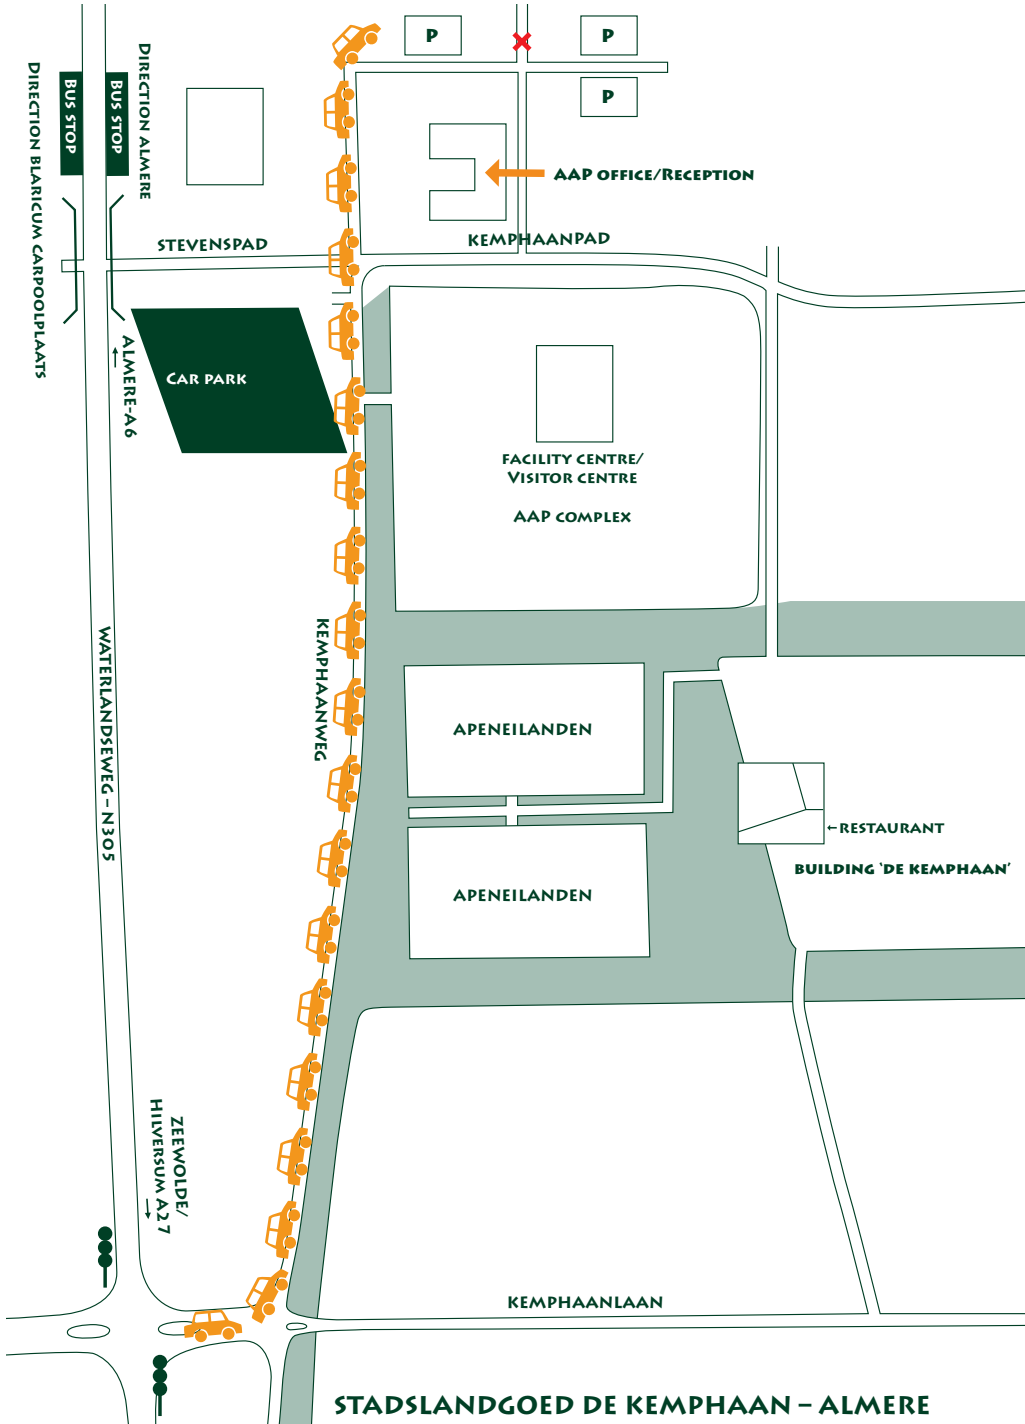 P
P
P
DIRECTION ALMERE
BUS STOP
BUS STOP
DIRECTION BLARICUM CARPOOLPLAATS
AAP OFFICE/RECEPTION
STEVENSPAD
KEMPHAANPAD
ALMERE-A6
CAR PARK
FACILITY CENTRE/
VISITOR CENTRE
AAP COMPLEX
KEMPHAANWEG
WATERLANDSEWEG – N305
APENEILANDEN
RESTAURANT
BUILDING ‘DE KEMPHAAN’
APENEILANDEN
ZEEWOLDE/
HILVERSUM A27
KEMPHAANLAAN
STADSLANDGOED DE KEMPHAAN – ALMERE